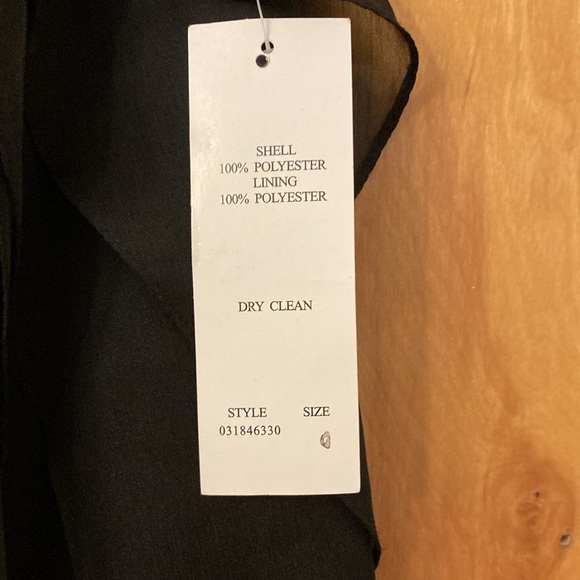 SHELL
100% POLYESTER
LINING
100% POLYESTER
DRY CLEAN
STYLE SIZE
031846330